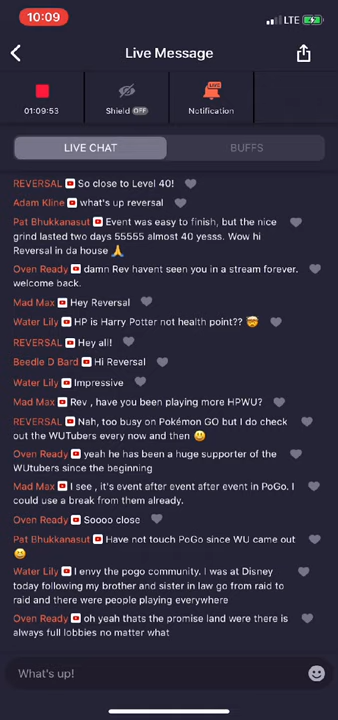 10:09
LTE
Live Message
01:09:53
Shield OFF
LIVE
Notification
LIVE CHAT
BUFFS
REVERSAL So close to Level 40!
Adam Kline what's up reversal
Pat Bhukkanasut Event was easy to finish, but the nice
grind lasted two days 55555 almost 40 yesss. Wow hi
Reversal in da house 🙏
Oven Ready damn Rev havent seen you in a stream forever.
welcome back.
Mad Max Hey Reversal
Water Lily HP is Harry Potter not health point?? 🤯
REVERSAL Hey all!
Beedle D Bard Hi Reversal
Water Lily Impressive
Mad Max Rev , have you been playing more HPWU?
REVERSAL Nah, too busy on Pokémon GO but I do check
out the WUTubers every now and then 😃
Oven Ready yeah he has been a huge supporter of the
WUtubers since the beginning
Mad Max I see , it's event after event after event in PoGo. I
could use a break from them already.
Oven Ready Soooo close
Pat Bhukkanasut Have not touch PoGo since WU came out
😀
Water Lily I envy the pogo community. I was at Disney
today following my brother and sister in law go from raid to
raid and there were people playing everywhere
Oven Ready oh yeah thats the promise land were there is
always full lobbies no matter what
What's up!